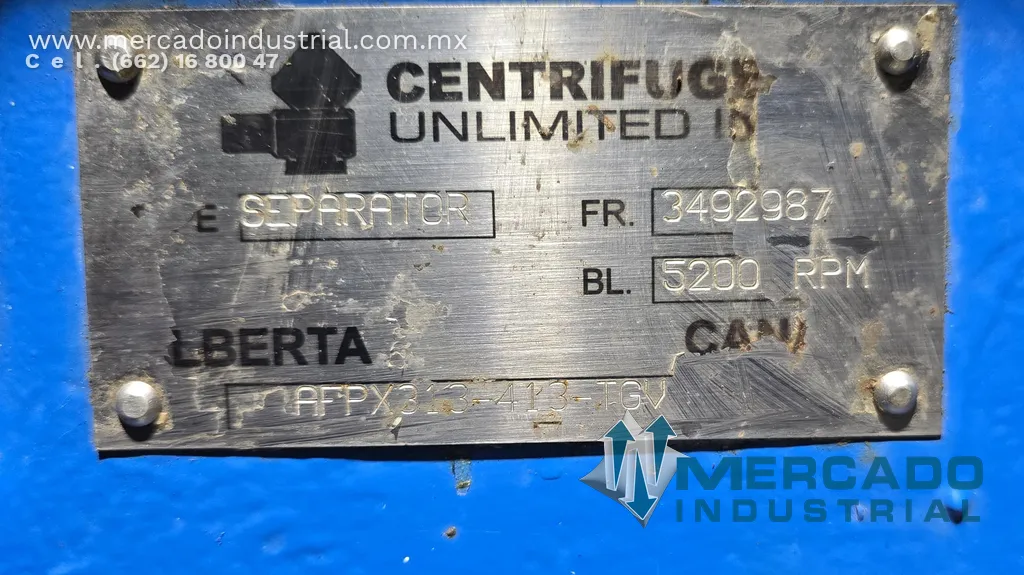 www.mercadoindustrial.com.mx
Cel. (662) 16 800 47
CENTRIFUGE
UNLIMITED I
E SEPARATOR FR. 3492987
BL. 5200 RPM
LBERTA CAN
AFPX313-413-TGV
MERCADO
INDUSTRIAL